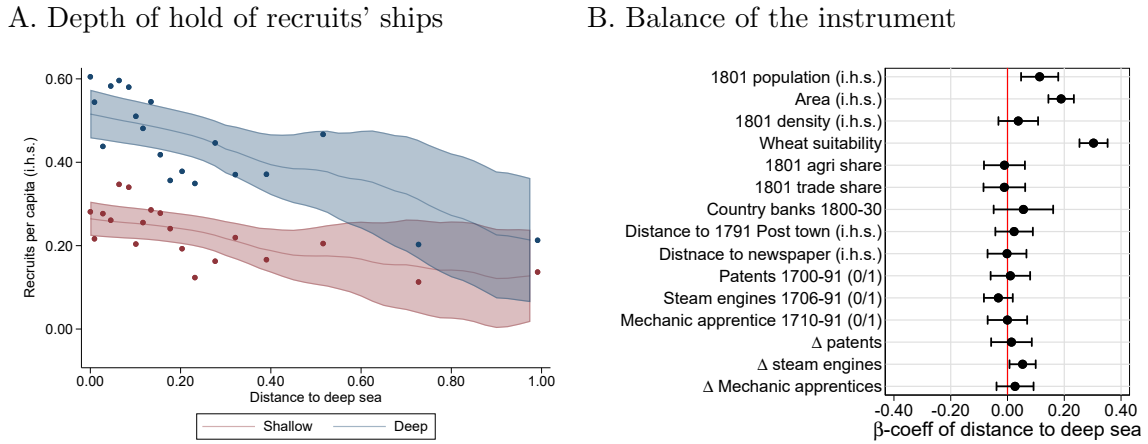 A. Depth of hold of recruits' ships
Recruits per capita (i.h.s.)
0.60
0.40
0.20
0.00
0.00 0.20 0.40 0.60 0.80 1.00
Distance to deep sea
Shallow Deep
B. Balance of the instrument
1801 population (i.h.s.)
Area (i.h.s.)
1801 density (i.h.s.)
Wheat suitability
1801 agri share
1801 trade share
Country banks 1800-30
Distance to 1791 Post town (i.h.s.)
Distnace to newspaper (i.h.s.)
Patents 1700-91 (0/1)
Steam engines 1706-91 (0/1)
Mechanic apprentice 1710-91 (0/1)
Δ patents
Δ steam engines
Δ Mechanic apprentices
-0.40 -0.20 0.00 0.20 0.40
β-coeff of distance to deep sea